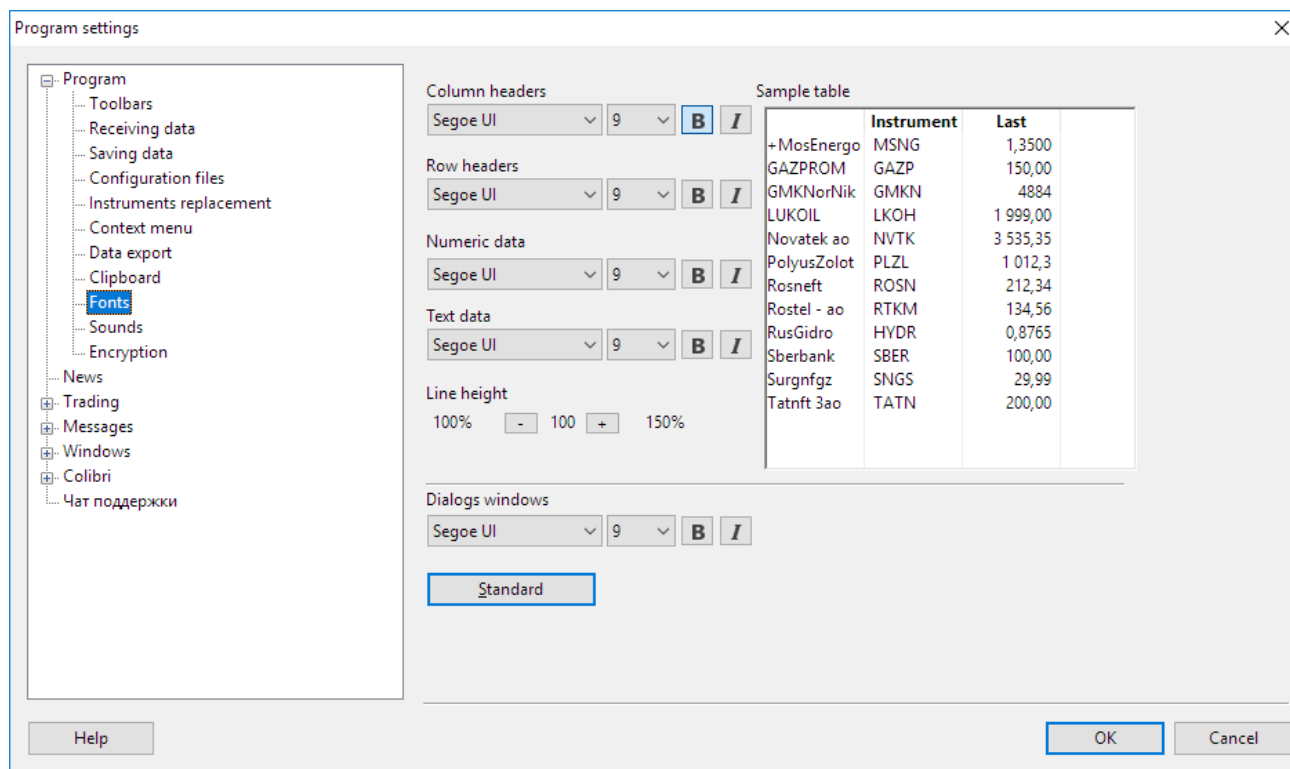 Program settings
Program
Toolbars
Receiving data
Saving data
Configuration files
Instruments replacement
Context menu
Data export
Clipboard
Fonts
Sounds
Encryption
News
Trading
Messages
Windows
Colibri
Чат поддержки
Column headers
Segoe UI 9 B I
Row headers
Segoe UI 9 B I
Numeric data
Segoe UI 9 B I
Text data
Segoe UI 9 B I
Line height
100% - 100 + 150%
Sample table
Instrument Last
+MosEnergo MSNG 1,3500
GAZPROM GAZP 150,00
GMKNorNik GMKN 4884
LUKOIL LKOH 1 999,00
Novatek ao NVTK 3 535,35
PolyusZolot PLZL 1 012,3
Rosneft ROSN 212,34
Rostel - ao RTKM 134,56
RusGidro HYDR 0,8765
Sberbank SBER 100,00
Surgnfgz SNGS 29,99
Tatnft 3ao TATN 200,00
Dialogs windows
Segoe UI 9 B I
Standard
Help OK Cancel